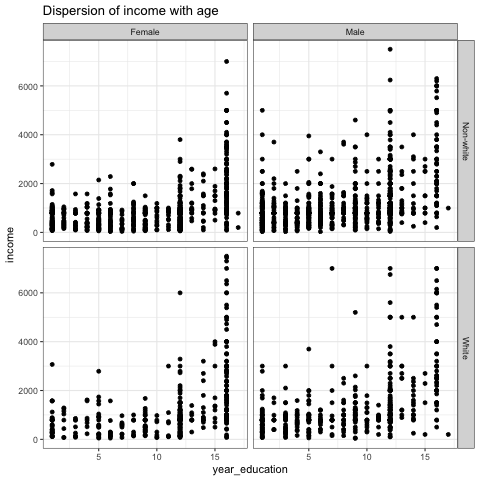 Dispersion of income with age
Female
Male
6000
4000
2000
0
Non-white
income
6000
4000
2000
0
White
5
10
15
5
10
15
year_education